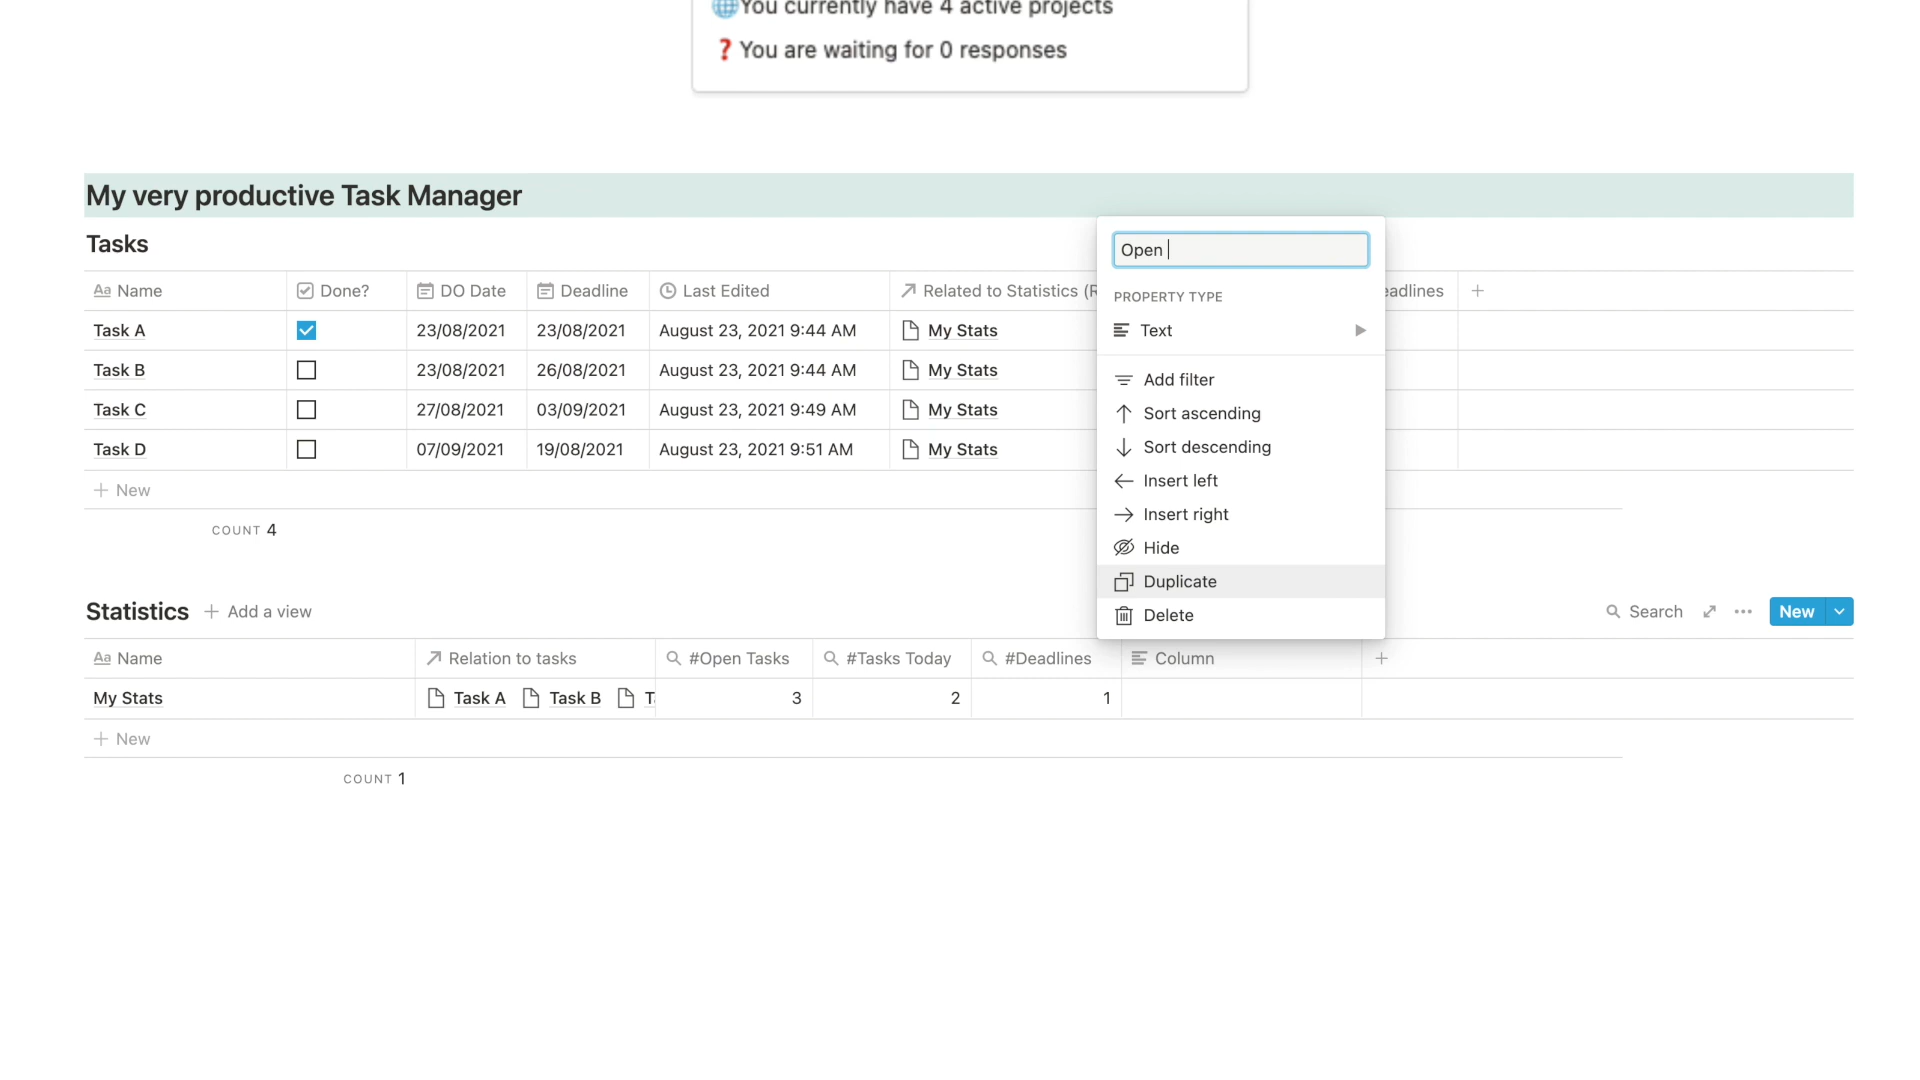 You currently have 4 active projects
❓ You are waiting for 0 responses
My very productive Task Manager
Tasks
Aa Name Done? DO Date Deadline Last Edited Related to Statistics (R eadlines +
Task A 23/08/2021 23/08/2021 August 23, 2021 9:44 AM My Stats
Task B 23/08/2021 26/08/2021 August 23, 2021 9:44 AM My Stats
Task C 27/08/2021 03/09/2021 August 23, 2021 9:49 AM My Stats
Task D 07/09/2021 19/08/2021 August 23, 2021 9:51 AM My Stats
+ New
COUNT 4
Open
PROPERTY TYPE
Text
Add filter
Sort ascending
Sort descending
Insert left
Insert right
Hide
Duplicate
Delete
Statistics + Add a view Search New
Aa Name Relation to tasks #Open Tasks #Tasks Today #Deadlines Column +
My Stats Task A Task B T 3 2 1
+ New
COUNT 1